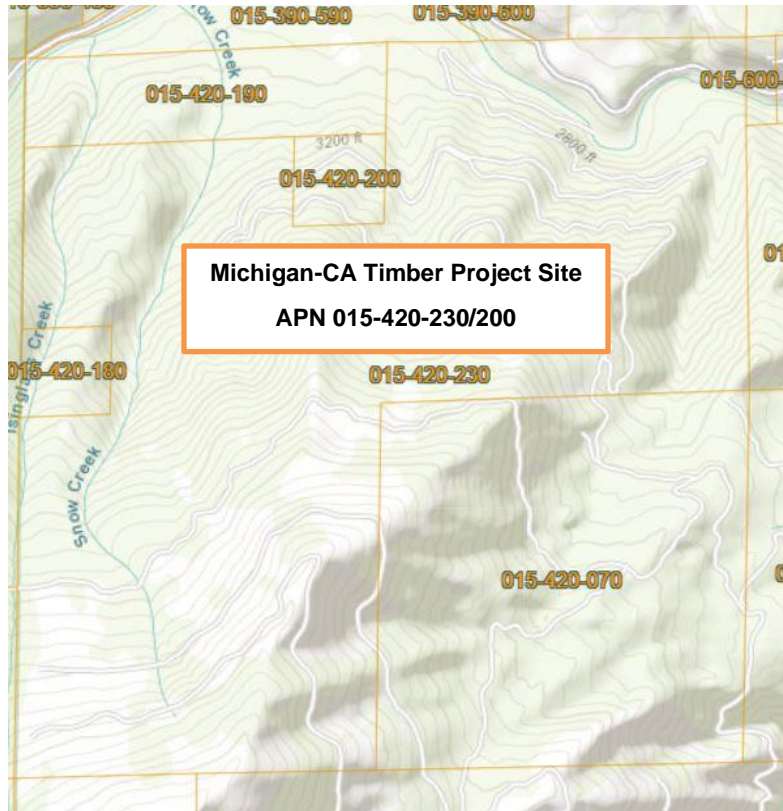 015-390-590
015-390-600
Creek
015-420-190
015-600-
3200 ft
2800 ft
015-420-200
Michigan-CA Timber Project Site
APN 015-420-230/200
015-420-180
015-420-230
Creek
Snow Creek
015-420-070